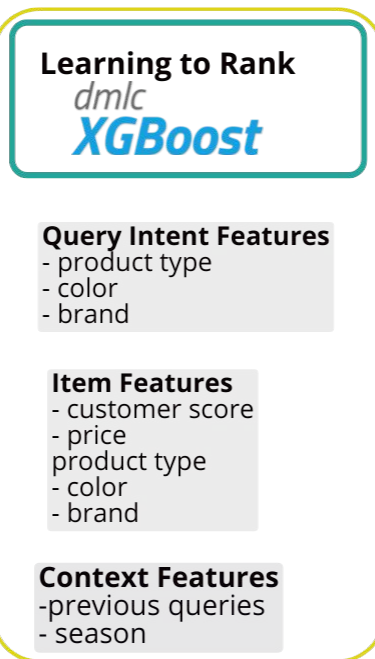 Learning to Rank
dmlc
XGBoost
Query Intent Features
- product type
- color
- brand
Item Features
- customer score
- price
product type
- color
- brand
Context Features
-previous queries
- season